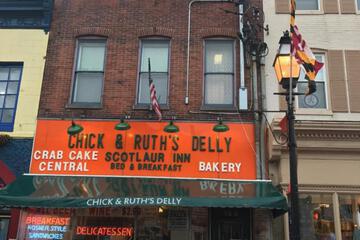 CHICK & RUTH'S DELLY
CRAB CAKE CENTRAL
SCOTLAUR INN
BED & BREAKFAST
BAKERY
CHICK & RUTH'S DELLY
BREAKFAST
KOSHER STYLE
SANDWICHES
DELICATESSEN